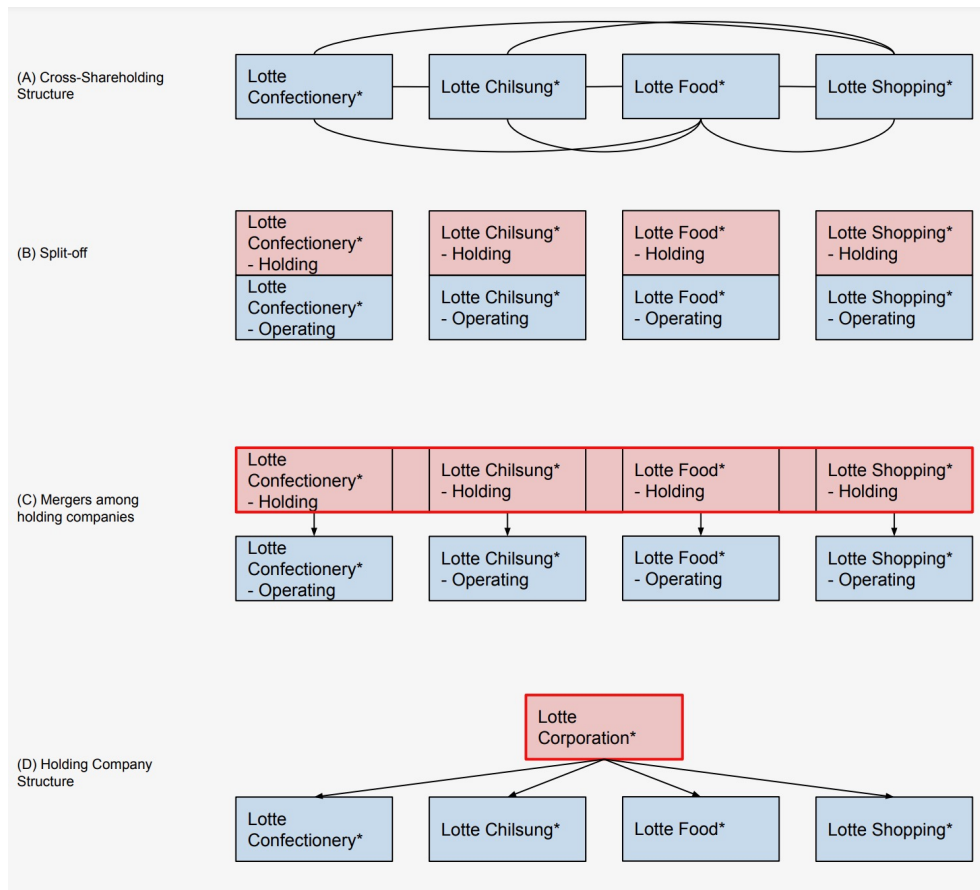 (A) Cross-Shareholding
Structure
Lotte
Confectionery*
Lotte Chilsung*
Lotte Food*
Lotte Shopping*
(B) Split-off
Lotte
Confectionery*
- Holding
Lotte Chilsung*
- Holding
Lotte Food*
- Holding
Lotte Shopping*
- Holding
Lotte
Confectionery*
- Operating
Lotte Chilsung*
- Operating
Lotte Food*
- Operating
Lotte Shopping*
- Operating
(C) Mergers among
holding companies
Lotte
Confectionery*
- Holding
Lotte Chilsung*
- Holding
Lotte Food*
- Holding
Lotte Shopping*
- Holding
Lotte
Confectionery*
- Operating
Lotte Chilsung*
- Operating
Lotte Food*
- Operating
Lotte Shopping*
- Operating
(D) Holding Company
Structure
Lotte
Corporation*
Lotte
Confectionery*
Lotte Chilsung*
Lotte Food*
Lotte Shopping*